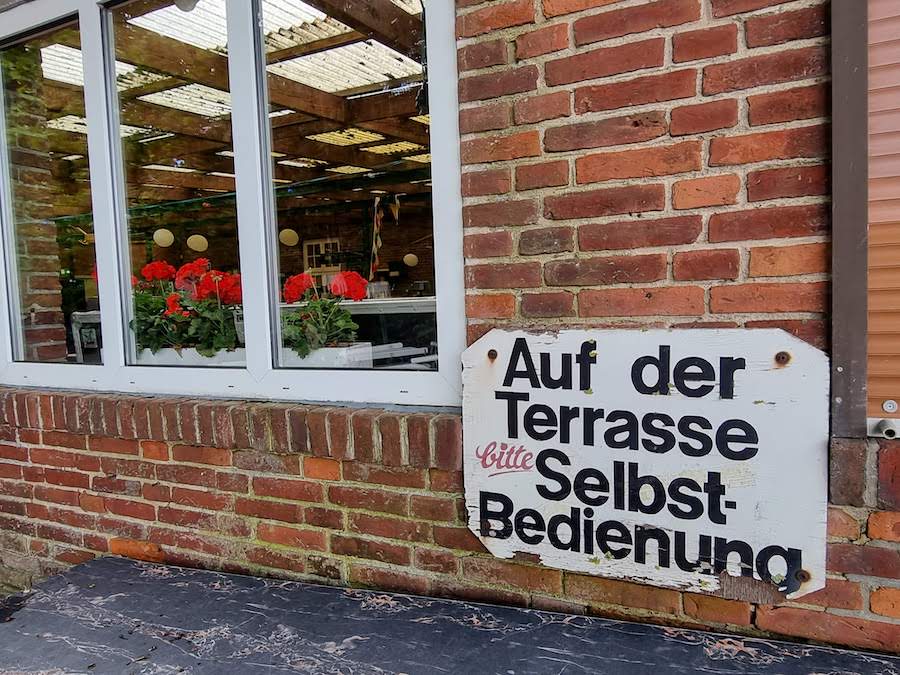 Auf der
Terrasse
bitte Selbst-
Bedienung